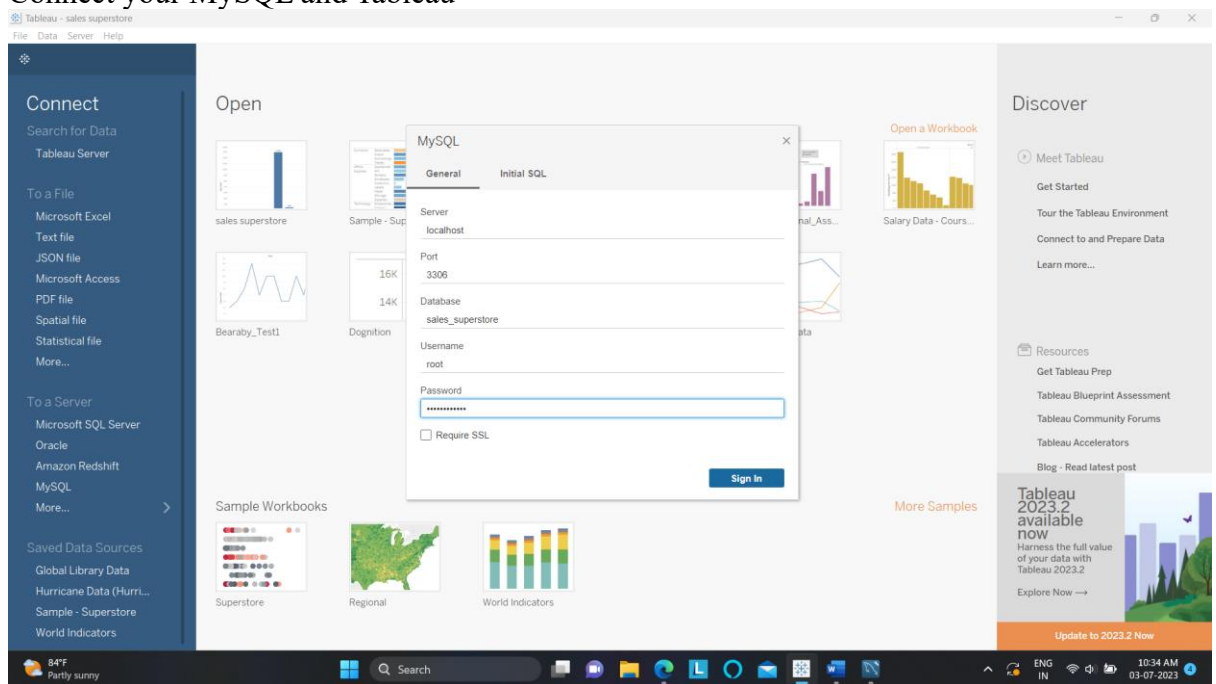 Connect your MySQL and Tableau
Tableau - sales superstore
File Data Server Help
Connect
Search for Data
Tableau Server
To a File
Microsoft Excel
Text file
JSON file
Microsoft Access
PDF file
Spatial file
Statistical file
More...
To a Server
Microsoft SQL Server
Oracle
Amazon Redshift
MySQL
More...
Saved Data Sources
Global Library Data
Hurricane Data (Hurri...
Sample - Superstore
World Indicators
Open
Open a Workbook
sales superstore
Sample - Sup
nal_Ass...
Salary Data - Cours...
16K
14K
Bearaby_Test1
Dognition
ata
MySQL
General Initial SQL
Server
localhost
Port
3306
Database
sales_superstore
Username
root
Password
Require SSL
Sign In
Sample Workbooks
More Samples
Superstore
Regional
World Indicators
Discover
Meet Tableau
Get Started
Tour the Tableau Environment
Connect to and Prepare Data
Learn more...
Resources
Get Tableau Prep
Tableau Blueprint Assessment
Tableau Community Forums
Tableau Accelerators
Blog - Read latest post
Tableau
2023.2
available
now
Harness the full value
of your data with
Tableau 2023.2
Explore Now →
Update to 2023.2 Now
84°F
Partly sunny
Search
ENG
IN
10:34 AM
03-07-2023
4